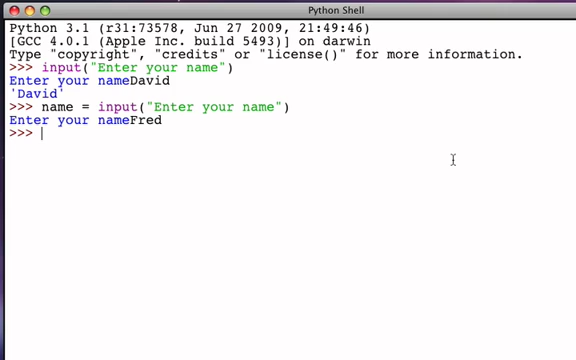 Python Shell
Python 3.1 (r31:73578, Jun 27 2009, 21:49:46)
[GCC 4.0.1 (Apple Inc. build 5493)] on darwin
Type "copyright", "credits" or "license()" for more information.
>>> input("Enter your name")
Enter your nameDavid
'David'
>>> name = input("Enter your name")
Enter your nameFred
>>>